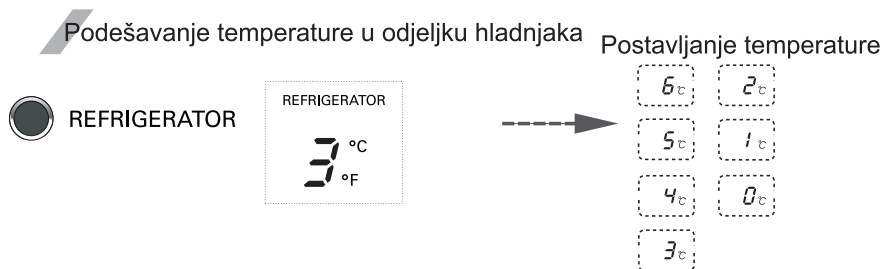 Podešavanje temperature u odjeljku hladnjaka
Postavljanje temperature
REFRIGERATOR
REFRIGERATOR
3 °C
°F
6 °C
2 °C
5 °C
1 °C
4 °C
0 °C
3 °C